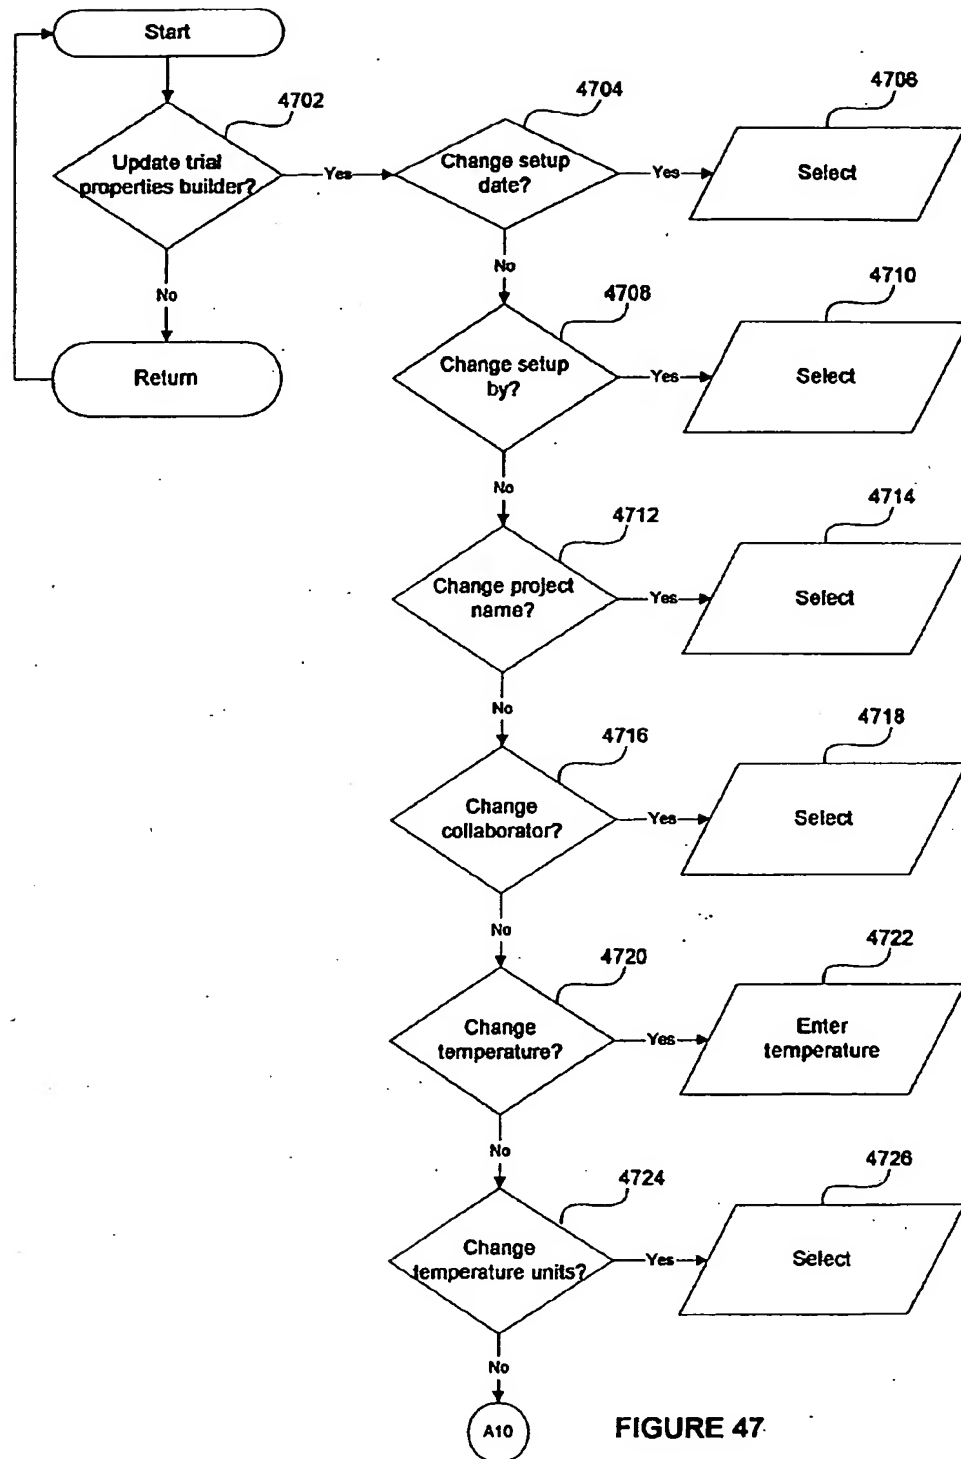 Start
4702
Update trial
properties builder?
Yes
No
Return
4704
Change setup
date?
Yes
4706
Select
No
4708
Change setup
by?
Yes
4710
Select
No
4712
Change project
name?
Yes
4714
Select
No
4716
Change
collaborator?
Yes
4718
Select
No
4720
Change
temperature?
Yes
4722
Enter
temperature
No
4724
Change
temperature units?
Yes
4726
Select
No
A10
FIGURE 47